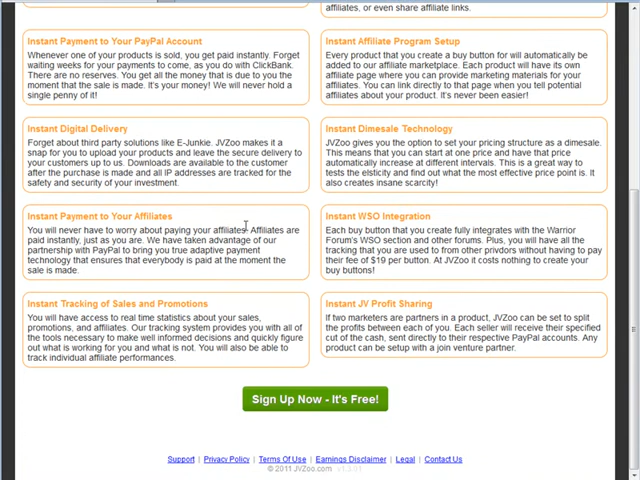 affiliates, or even share affiliate links.
Instant Payment to Your PayPal Account
Whenever one of your products is sold, you get paid instantly. Forget
waiting weeks for your payments to come, as you do with ClickBank.
There are no reserves. You get all the money that is due to you the
moment that the sale is made. It's your money! We will never hold a
single penny of it!
Instant Affiliate Program Setup
Every product that you create a buy button for will automatically be
added to our affiliate marketplace. Each product will have its own
affiliate page where you can provide marketing materials for your
affiliates. You can link directly to that page when you tell potential
affiliates about your product. It's never been easier!
Instant Digital Delivery
Forget about third party solutions like E-Junkie. JVZoo makes it a
snap for you to upload your products and leave the secure delivery to
your customers up to us. Downloads are available to the customer
after the purchase is made and all IP addresses are tracked for the
safety and security of your investment.
Instant Dimesale Technology
JVZoo gives you the option to set your pricing structure as a dimesale.
This means that you can start at one price and have that price
automatically increase at different intervals. This is a great way to
tests the elsticity and find out what the most effective price point is. It
also creates insane scarcity!
Instant Payment to Your Affiliates
You will never have to worry about paying your affiliates. Affiliates are
paid instantly, just as you are. We have taken advantage of our
partnership with PayPal to bring you true adaptive payment
technology that ensures that everybody is paid at the moment the
sale is made.
Instant WSO Integration
Each buy button that you create fully integrates with the Warrior
Forum's WSO section and other forums. Plus, you will have all the
tracking that you are used to from other privdors without having to pay
their fee of $19 per button. At JVZoo it costs nothing to create your
buy buttons!
Instant Tracking of Sales and Promotions
You will have access to real time statistics about your sales,
promotions, and affiliates. Our tracking system provides you with all of
the tools necessary to make well informed decisions and quickly figure
out what is working for you and what is not. You will also be able to
track individual affiliate performances.
Instant JV Profit Sharing
If two marketers are partners in a product, JVZoo can be set to split
the profits between each of you. Each seller will receive their specified
cut of the cash, sent directly to their respective PayPal accounts. Any
product can be setup with a join venture partner.
Sign Up Now - It's Free!
Support | Privacy Policy | Terms Of Use | Earnings Disclaimer | Legal | Contact Us
© 2011 JVZoo.com